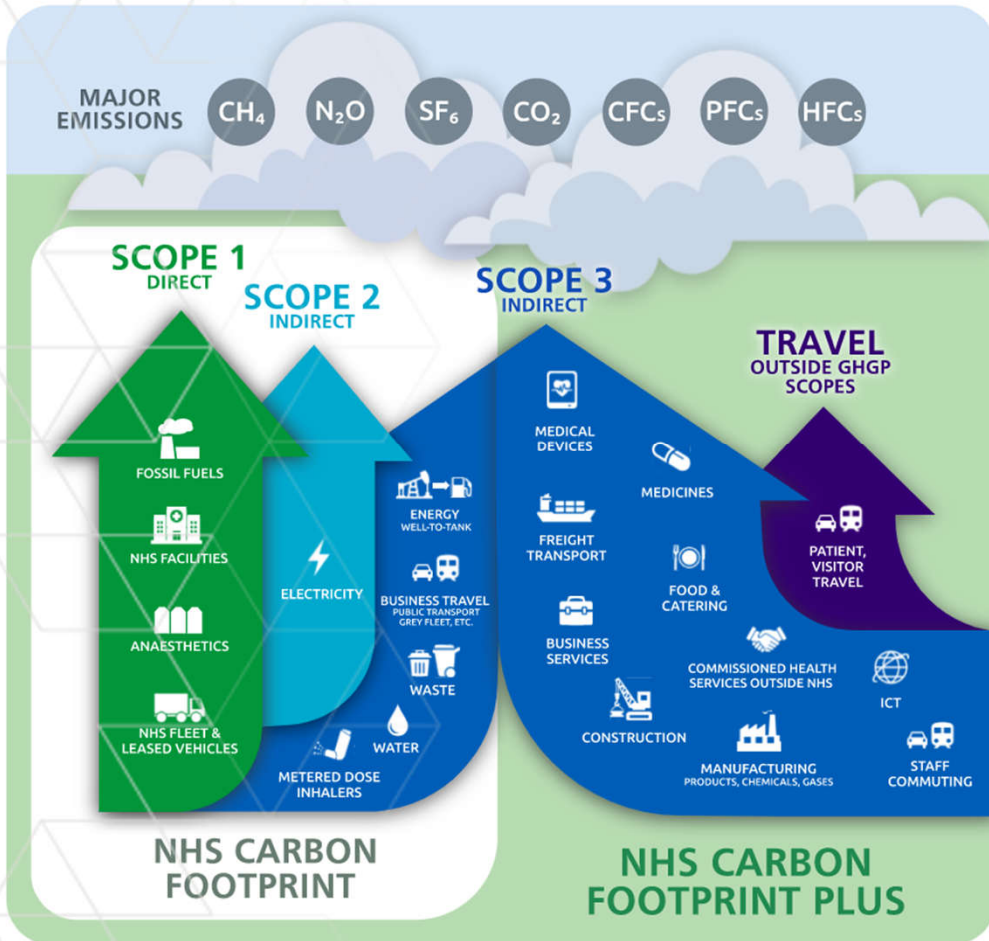 MAJOR
EMISSIONS
CH₄
N₂O
SF₆
CO₂
CFCs
PFCs
HFCs
SCOPE 1
DIRECT
FOSSIL FUELS
NHS FACILITIES
ANAESTHETICS
NHS FLEET &
LEASED VEHICLES
SCOPE 2
INDIRECT
ELECTRICITY
SCOPE 3
INDIRECT
ENERGY
WELL-TO-TANK
BUSINESS TRAVEL
PUBLIC TRANSPORT
GREY FLEET, ETC.
WASTE
WATER
METERED DOSE
INHALERS
MEDICAL
DEVICES
MEDICINES
FREIGHT
TRANSPORT
FOOD &
CATERING
BUSINESS
SERVICES
COMMISSIONED HEALTH
SERVICES OUTSIDE NHS
ICT
CONSTRUCTION
MANUFACTURING
PRODUCTS, CHEMICALS, GASES
STAFF
COMMUTING
TRAVEL
OUTSIDE GHGP
SCOPES
PATIENT,
VISITOR
TRAVEL
NHS CARBON
FOOTPRINT
NHS CARBON
FOOTPRINT PLUS